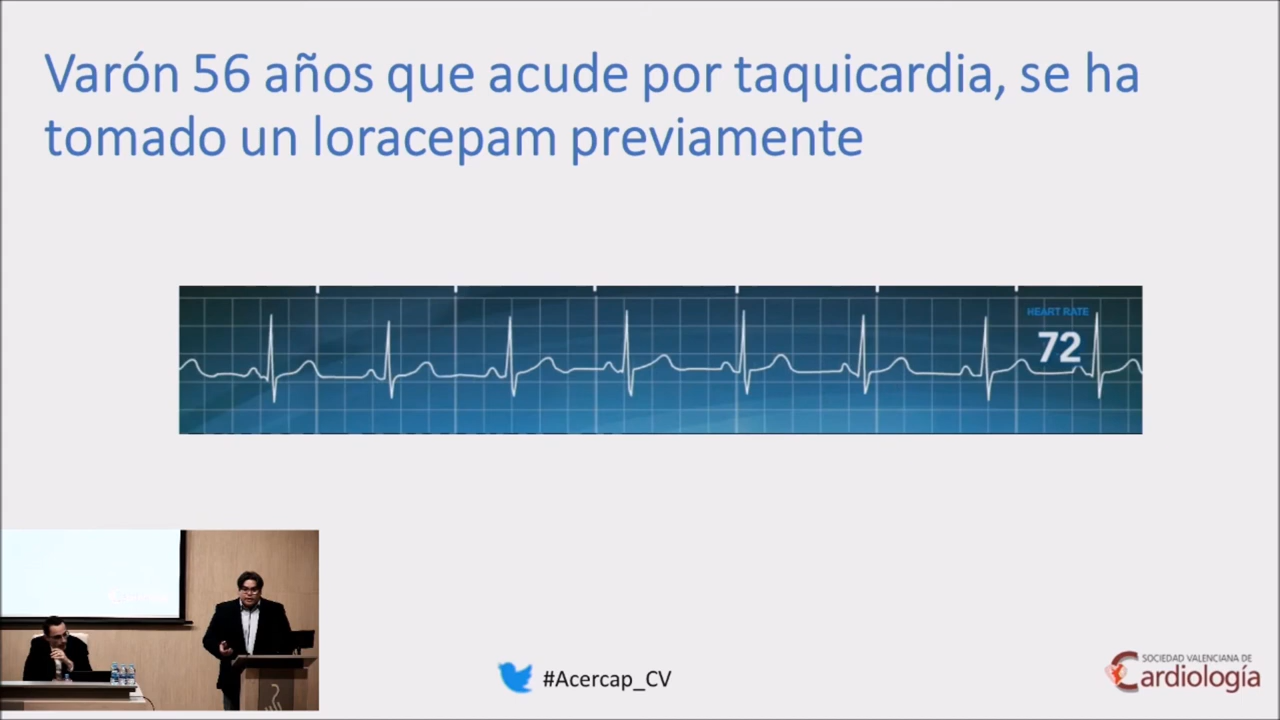 Varón 56 años que acude por taquicardia, se ha
tomado un loracepam previamente
HEART RATE
72
#Acercap_CV
SOCIEDAD VALENCIANA DE
Cardiología